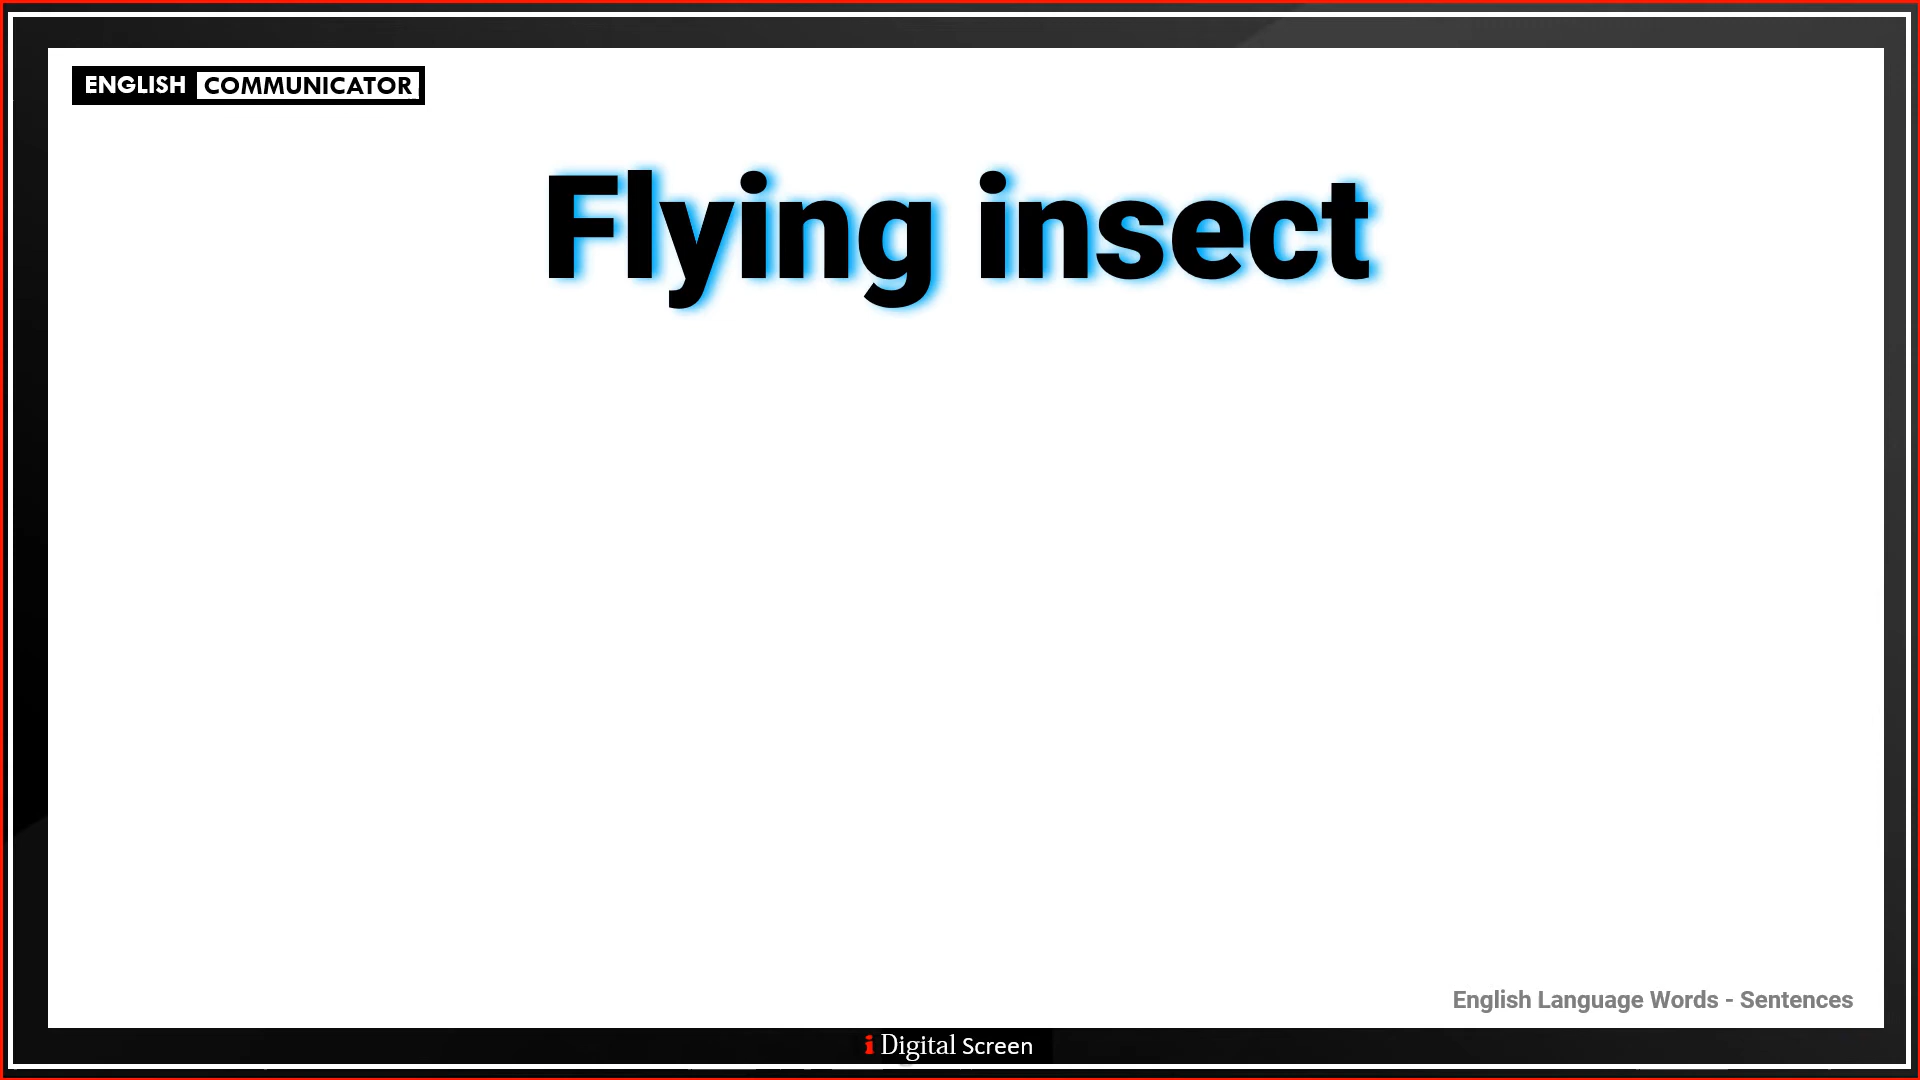 ENGLISH COMMUNICATOR
Flying insect
English Language Words - Sentences
i Digital Screen